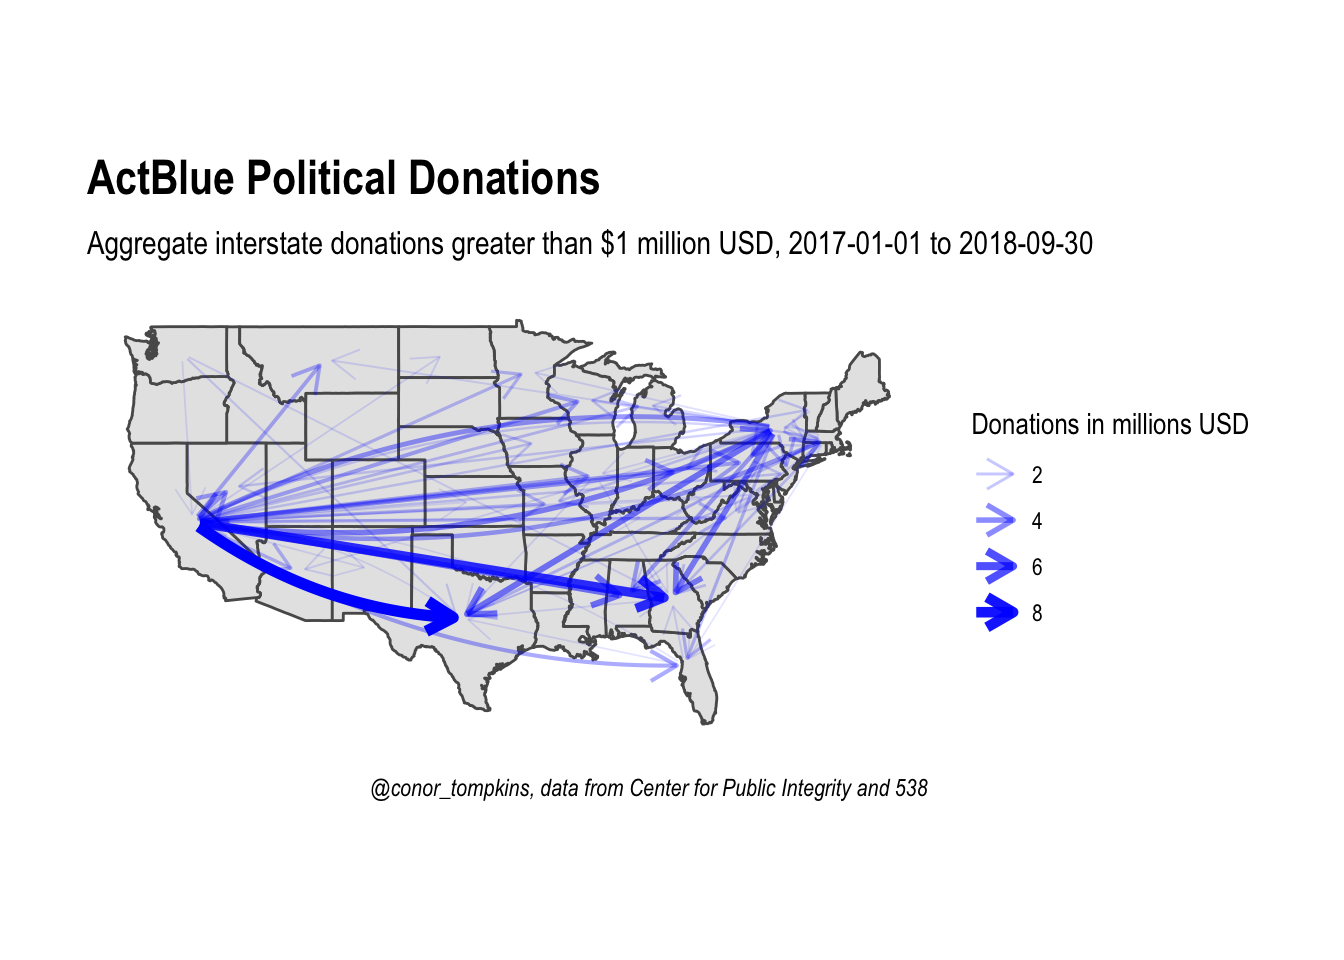 ActBlue Political Donations
Aggregate interstate donations greater than $1 million USD, 2017-01-01 to 2018-09-30
Donations in millions USD
2
4
6
8
@conor_tompkins, data from Center for Public Integrity and 538